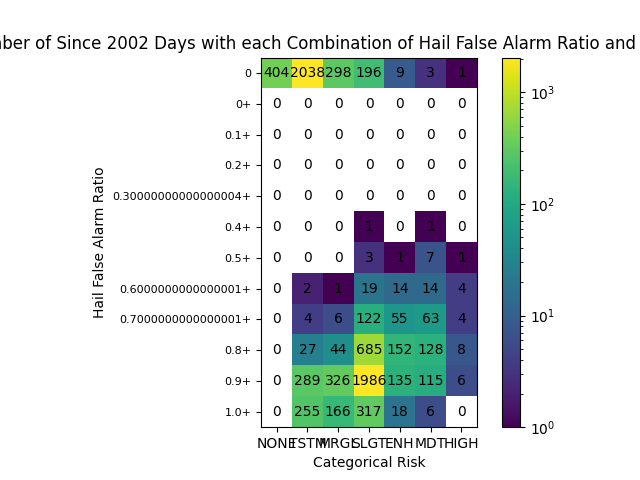 ber of Since 2002 Days with each Combination of Hail False Alarm Ratio and
0 404 2038 298 196 9 3 1
0+ 0 0 0 0 0 0 0
0.1+ 0 0 0 0 0 0 0
0.2+ 0 0 0 0 0 0 0
0.30000000000000004+ 0 0 0 0 0 0 0
0.4+ 0 0 0 1 0 1 0
0.5+ 0 0 0 3 1 7 1
0.6000000000000001+ 0 2 1 19 14 14 4
0.7000000000000001+ 0 4 6 122 55 63 4
0.8+ 0 27 44 685 152 128 8
0.9+ 0 289 326 1986 135 115 6
1.0+ 0 255 166 317 18 6 0
NONE TSTM MRGL SLGT ENH MDT HIGH
Categorical Risk
Hail False Alarm Ratio
10³
10²
10¹
10⁰